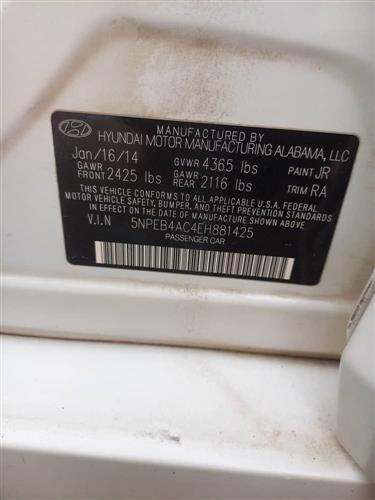 MANUFACTURED BY
HYUNDAI MOTOR MANUFACTURING ALABAMA, LLC
Jan/16/14 GVWR 4365 lbs PAINT JR
GAWR FRONT 2425 lbs GAWR REAR 2116 lbs TRIM RA
THIS VEHICLE CONFORMS TO ALL APPLICABLE U.S.A. FEDERAL
MOTOR VEHICLE SAFETY, BUMPER, AND THEFT PREVENTION
STANDARDS IN EFFECT ON THE DATE OF MANUFACTURE SHOWN ABOVE
V.I.N 5NPEB4AC4EH881425
PASSENGER CAR